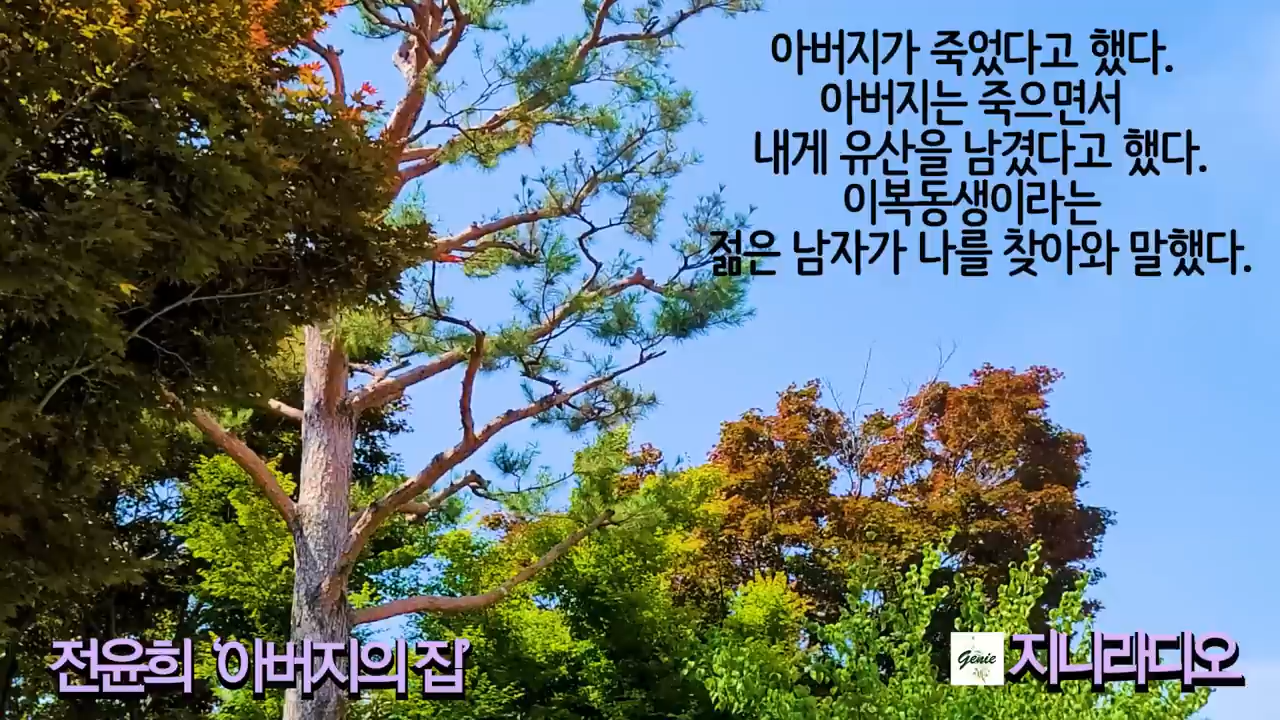 아버지가 죽었다고 했다.
아버지는 죽으면서
내게 유산을 남겼다고 했다.
이복동생이라는
젊은 남자가 나를 찾아와 말했다.
전윤희 '아버지의 집'
Genie 지니라디오